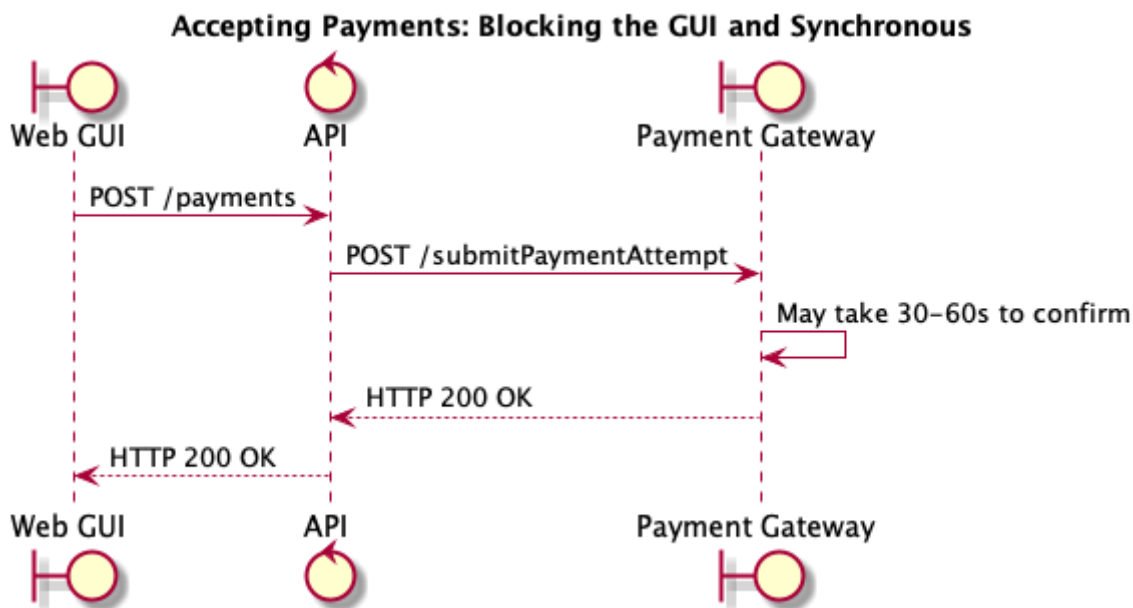 Accepting Payments: Blocking the GUI and Synchronous
Web GUI
API
Payment Gateway
POST /payments
POST /submitPaymentAttempt
May take 30-60s to confirm
HTTP 200 OK
HTTP 200 OK
Web GUI
API
Payment Gateway